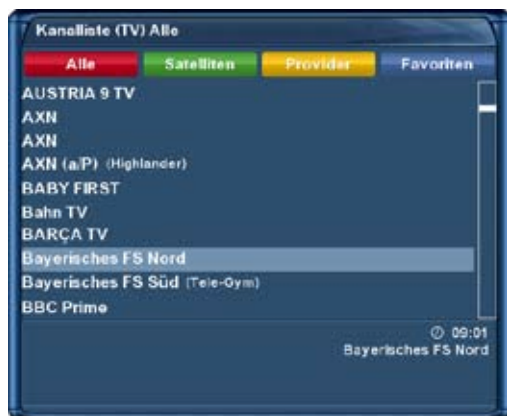 Kanalliste (TV) Alle
Alle Satelliten Provider Favoriten
AUSTRIA 9 TV
AXN
AXN
AXN (a/P) (Highlander)
BABY FIRST
Bahn TV
BARÇA TV
Bayerisches FS Nord
Bayerisches FS Süd (Tele-Gym)
BBC Prime
09:01
Bayerisches FS Nord